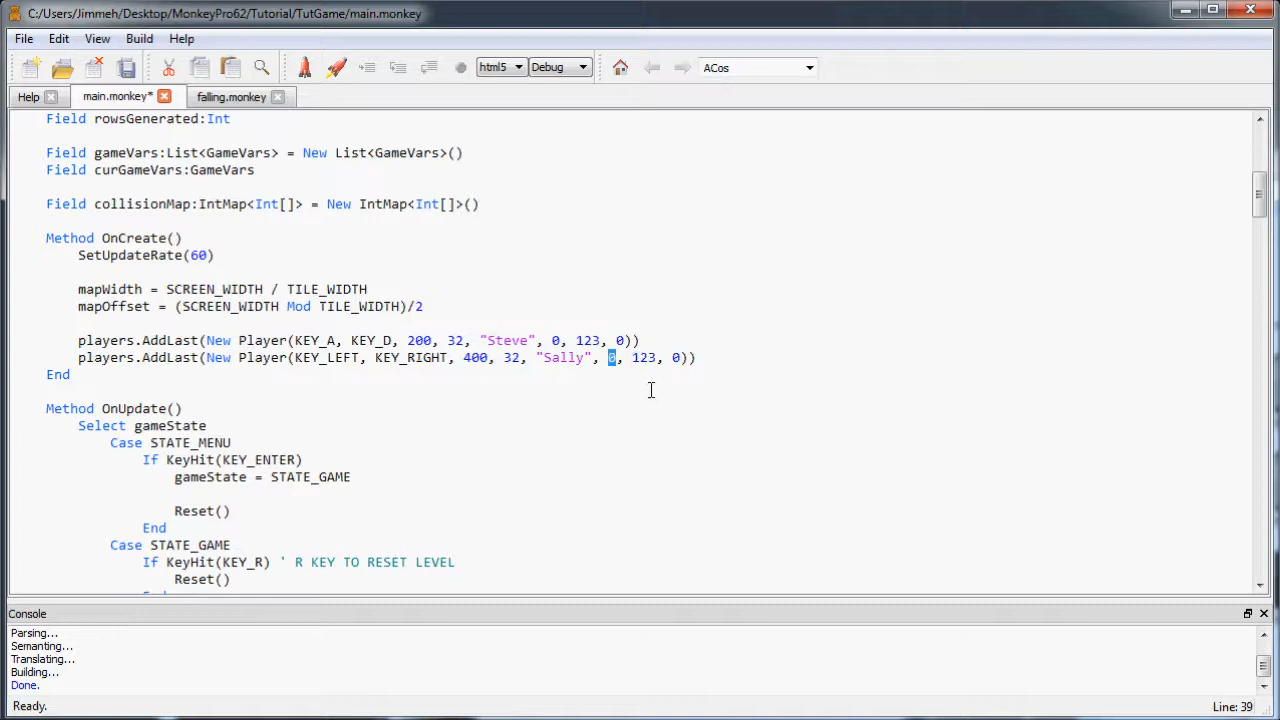 C:/Users/Jimmeh/Desktop/MonkeyPro62/Tutorial/TutGame/main.monkey
File Edit View Build Help
html5 Debug ACos
Help main.monkey* falling.monkey
Field rowsGenerated:Int
Field gameVars:List<GameVars> = New List<GameVars>()
Field curGameVars:GameVars
Field collisionMap:IntMap<Int[]> = New IntMap<Int[]>()
Method OnCreate()
SetUpdateRate(60)
mapWidth = SCREEN_WIDTH / TILE_WIDTH
mapOffset = (SCREEN_WIDTH Mod TILE_WIDTH)/2
players.AddLast(New Player(KEY_A, KEY_D, 200, 32, "Steve", 0, 123, 0))
players.AddLast(New Player(KEY_LEFT, KEY_RIGHT, 400, 32, "Sally", 0, 123, 0))
End
Method OnUpdate()
Select gameState
Case STATE_MENU
If KeyHit(KEY_ENTER)
gameState = STATE_GAME
Reset()
End
Case STATE_GAME
If KeyHit(KEY_R) ' R KEY TO RESET LEVEL
Reset()
Console
Parsing...
Semanting...
Translating...
Building...
Done.
Ready. Line: 39